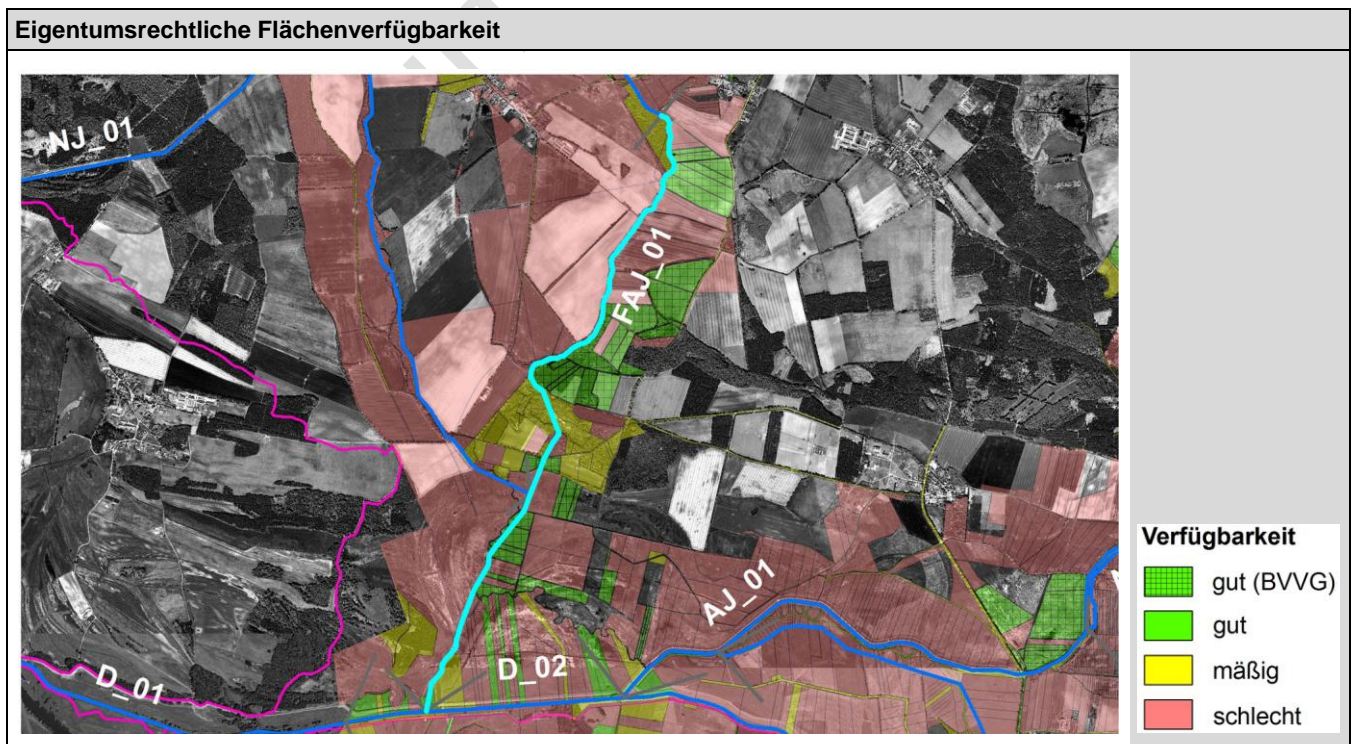 Eigentumsrechtliche Flächenverfügbarkeit
NJ_01
FAJ_01
AJ_01
D_02
D_01
Verfügbarkeit
gut (BVVG)
gut
mäßig
schlecht